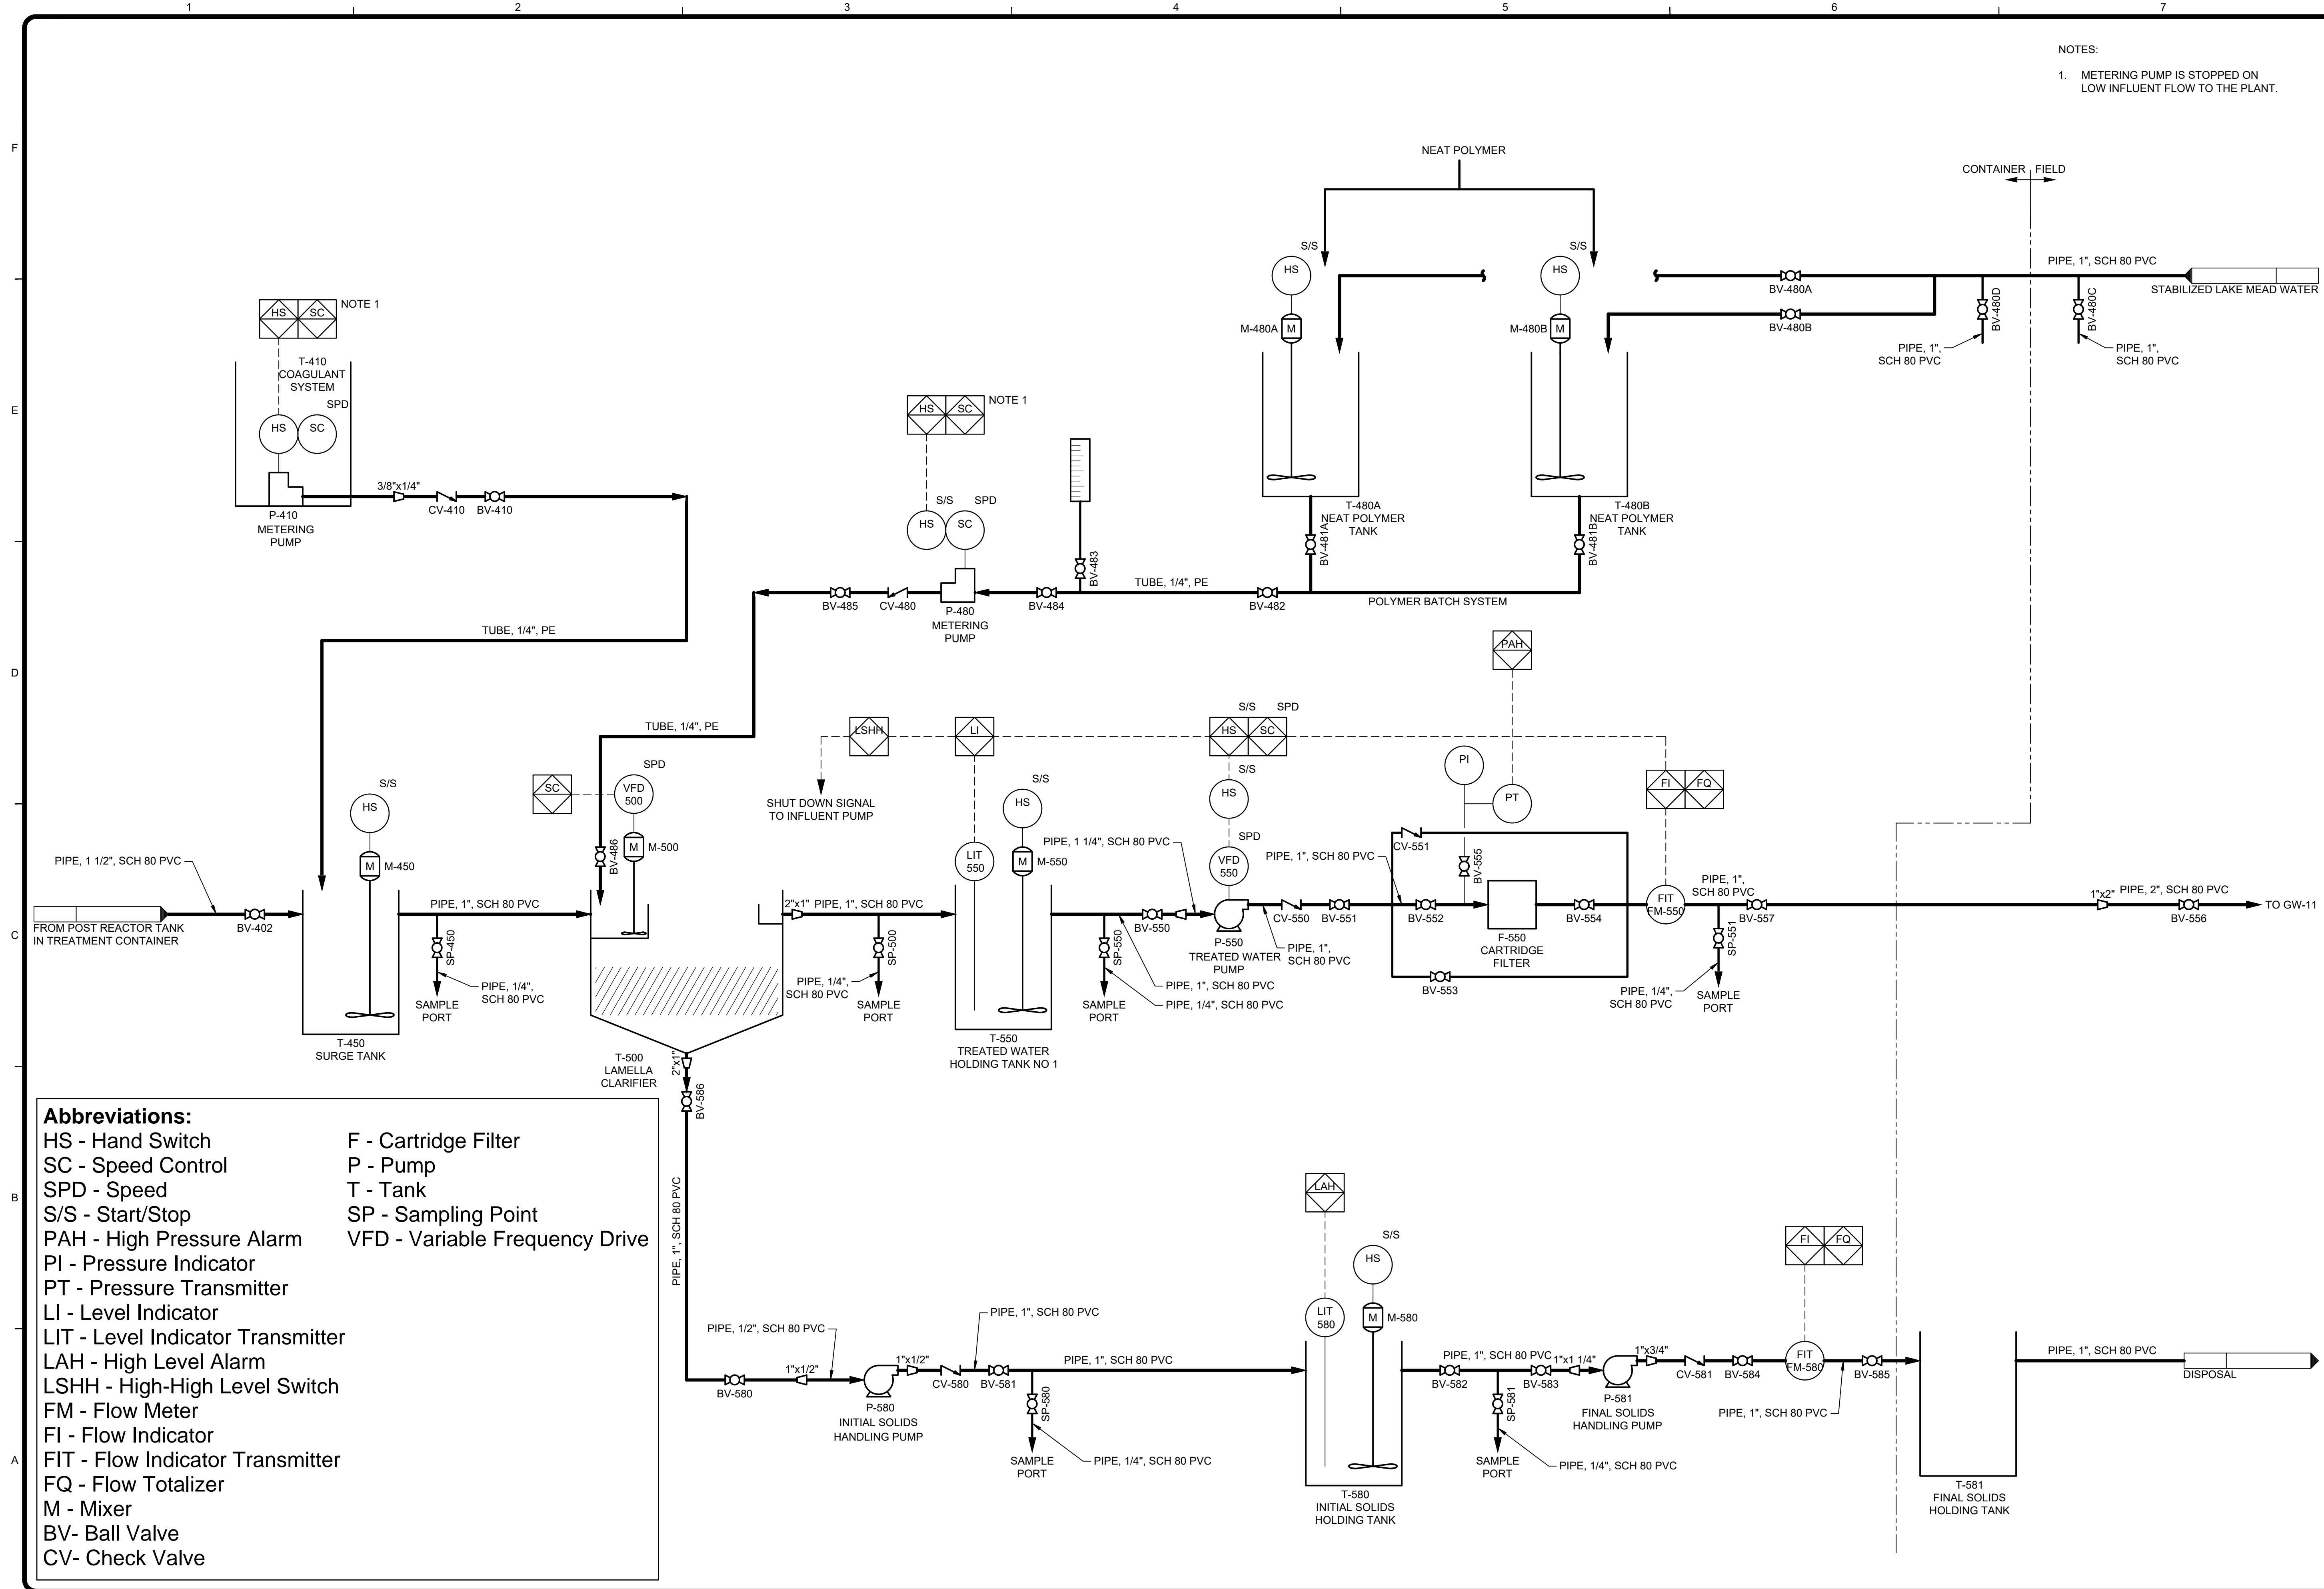 1
2
3
4
5
6
7
F
E
D
C
B
A
NOTES:
1. METERING PUMP IS STOPPED ON
LOW INFLUENT FLOW TO THE PLANT.
NEAT POLYMER
CONTAINER
FIELD
S/S
HS
S/S
HS
M-480A
M
M-480B
M
BV-480A
BV-480B
PIPE, 1", SCH 80 PVC
STABILIZED LAKE MEAD WATER
BV-480D
BV-480C
PIPE, 1",
SCH 80 PVC
PIPE, 1",
SCH 80 PVC
HS
SC
NOTE 1
T-410
COAGULANT
SYSTEM
SPD
HS
SC
3/8"x1/4"
CV-410
BV-410
P-410
METERING
PUMP
TUBE, 1/4", PE
HS
SC
NOTE 1
S/S
SPD
HS
SC
BV-483
T-480A
NEAT POLYMER
TANK
T-480B
NEAT POLYMER
TANK
BV-481A
BV-481B
BV-485
CV-480
P-480
METERING
PUMP
BV-484
TUBE, 1/4", PE
BV-482
POLYMER BATCH SYSTEM
TUBE, 1/4", PE
PAH
LSHH
LI
S/S
SPD
HS
SC
SHUT DOWN SIGNAL
TO INFLUENT PUMP
S/S
HS
SPD
VFD
550
PI
PT
FI
FQ
PIPE, 1 1/2", SCH 80 PVC
FROM POST REACTOR TANK
IN TREATMENT CONTAINER
BV-402
S/S
HS
M
M-450
T-450
SURGE TANK
PIPE, 1", SCH 80 PVC
SP-450
PIPE, 1/4",
SCH 80 PVC
SAMPLE
PORT
SC
SPD
VFD
500
M
M-500
BV-486
T-500
LAMELLA
CLARIFIER
2"x1"
BV-586
2"x1"
PIPE, 1", SCH 80 PVC
SP-500
PIPE, 1/4",
SCH 80 PVC
SAMPLE
PORT
LIT
550
S/S
HS
M
M-550
T-550
TREATED WATER
HOLDING TANK NO 1
PIPE, 1 1/4", SCH 80 PVC
BV-550
SP-550
PIPE, 1", SCH 80 PVC
PIPE, 1/4", SCH 80 PVC
SAMPLE
PORT
P-550
TREATED WATER
PUMP
PIPE, 1",
SCH 80 PVC
CV-550
BV-551
PIPE, 1", SCH 80 PVC
CV-551
BV-552
BV-555
BV-553
F-550
CARTRIDGE
FILTER
BV-554
FIT
FM-550
PIPE, 1",
SCH 80 PVC
BV-557
SP-551
PIPE, 1/4",
SCH 80 PVC
SAMPLE
PORT
1"x2"
PIPE, 2", SCH 80 PVC
BV-556
TO GW-11
Abbreviations:
HS - Hand Switch
SC - Speed Control
SPD - Speed
S/S - Start/Stop
PAH - High Pressure Alarm
PI - Pressure Indicator
PT - Pressure Transmitter
LI - Level Indicator
LIT - Level Indicator Transmitter
LAH - High Level Alarm
LSHH - High-High Level Switch
FM - Flow Meter
FI - Flow Indicator
FIT - Flow Indicator Transmitter
FQ - Flow Totalizer
M - Mixer
BV- Ball Valve
CV- Check Valve
F - Cartridge Filter
P - Pump
T - Tank
SP - Sampling Point
VFD - Variable Frequency Drive
PIPE, 1", SCH 80 PVC
BV-580
1"x1/2"
PIPE, 1/2", SCH 80 PVC
P-580
INITIAL SOLIDS
HANDLING PUMP
1"x1/2"
CV-580
BV-581
PIPE, 1", SCH 80 PVC
PIPE, 1", SCH 80 PVC
SP-580
PIPE, 1/4", SCH 80 PVC
SAMPLE
PORT
LAH
LIT
580
S/S
HS
M
M-580
T-580
INITIAL SOLIDS
HOLDING TANK
PIPE, 1", SCH 80 PVC
BV-582
BV-583
1"x1 1/4"
SP-581
PIPE, 1/4", SCH 80 PVC
SAMPLE
PORT
P-581
FINAL SOLIDS
HANDLING PUMP
1"x3/4"
CV-581
BV-584
FI
FQ
FIT
FM-580
BV-585
PIPE, 1", SCH 80 PVC
T-581
FINAL SOLIDS
HOLDING TANK
PIPE, 1", SCH 80 PVC
DISPOSAL